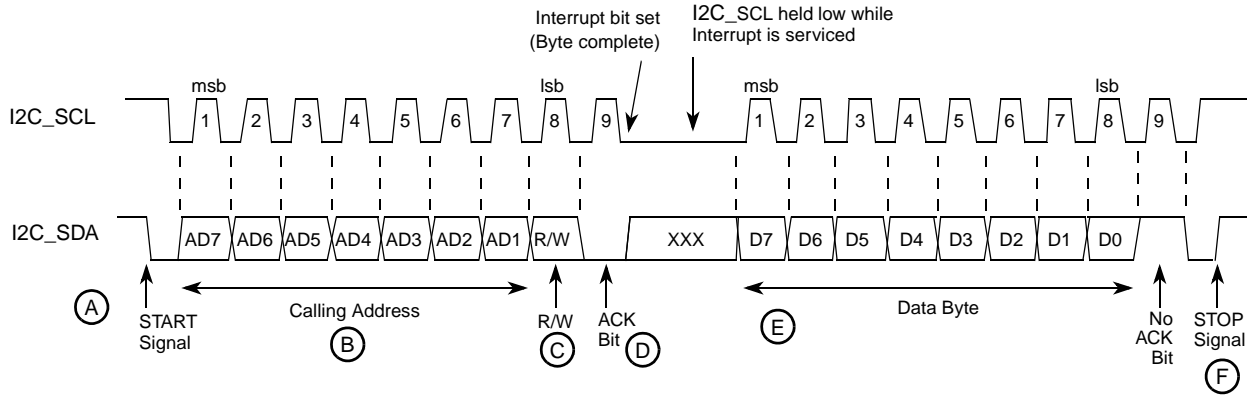 Interrupt bit set
(Byte complete)
I2C_SCL held low while
Interrupt is serviced
msb
lsb
msb
lsb
I2C_SCL
1 2 3 4 5 6 7 8 9
1 2 3 4 5 6 7 8 9
I2C_SDA
AD7 AD6 AD5 AD4 AD3 AD2 AD1 R/W
XXX
D7 D6 D5 D4 D3 D2 D1 D0
A
START
Signal
Calling Address
B
R/W
C
ACK
Bit
D
E
Data Byte
No
ACK
Bit
STOP
Signal
F